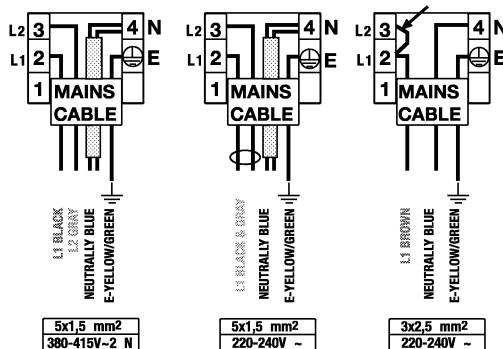 L2 3 4 N
L1 2 E
1 MAINS CABLE
L1 BLACK
L2 GRAY
NEUTRALLY BLUE
E-YELLOW/GREEN
5x1,5 mm2
380-415V~2 N
L2 3 4 N
L1 2 E
1 MAINS CABLE
L1 BLACK & GRAY
NEUTRALLY BLUE
E-YELLOW/GREEN
5x1,5 mm2
220-240V ~
L2 3 4 N
L1 2 E
1 MAINS CABLE
L1 BROWN
NEUTRALLY BLUE
E-YELLOW/GREEN
3x2,5 mm2
220-240V ~